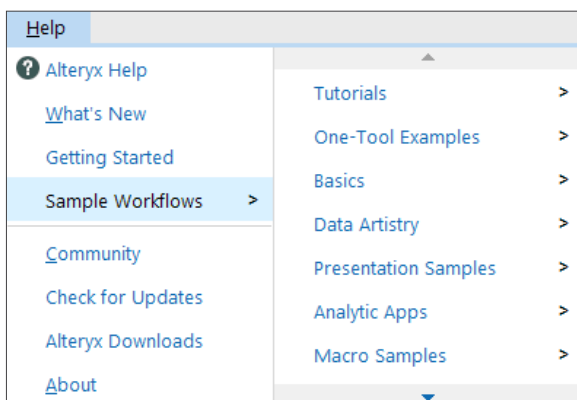 Help
Alteryx Help
What's New
Getting Started
Sample Workflows >
Community
Check for Updates
Alteryx Downloads
About
Tutorials >
One-Tool Examples >
Basics >
Data Artistry >
Presentation Samples >
Analytic Apps >
Macro Samples >